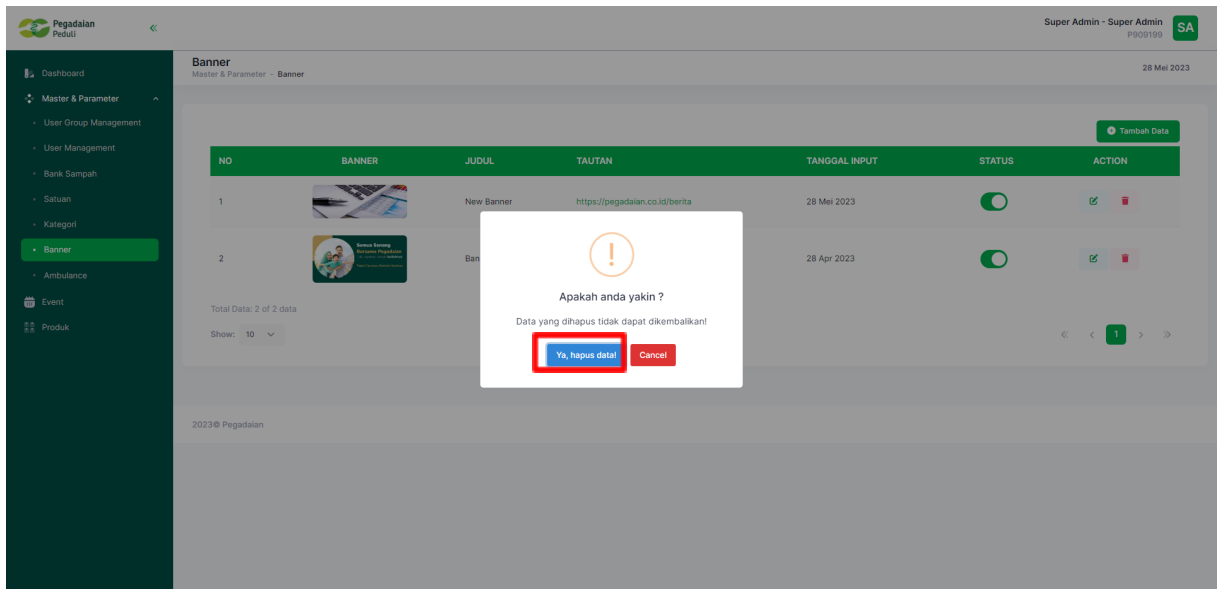 Pegadaian
Peduli
Super Admin - Super Admin
P909199
SA
Dashboard
Master & Parameter
User Group Management
User Management
Bank Sampah
Satuan
Kategori
Banner
Ambulance
Event
Produk
Banner
Master & Parameter - Banner
28 Mei 2023
Tambah Data
NO BANNER JUDUL TAUTAN TANGGAL INPUT STATUS ACTION
1 New Banner https://pegadaian.co.id/berita 28 Mei 2023
Semua Senang
Bersama Pegadaian
2 Ban 28 Apr 2023
Total Data: 2 of 2 data
Show: 10
1
Apakah anda yakin ?
Data yang dihapus tidak dapat dikembalikan!
Ya, hapus data!
Cancel
2023© Pegadaian